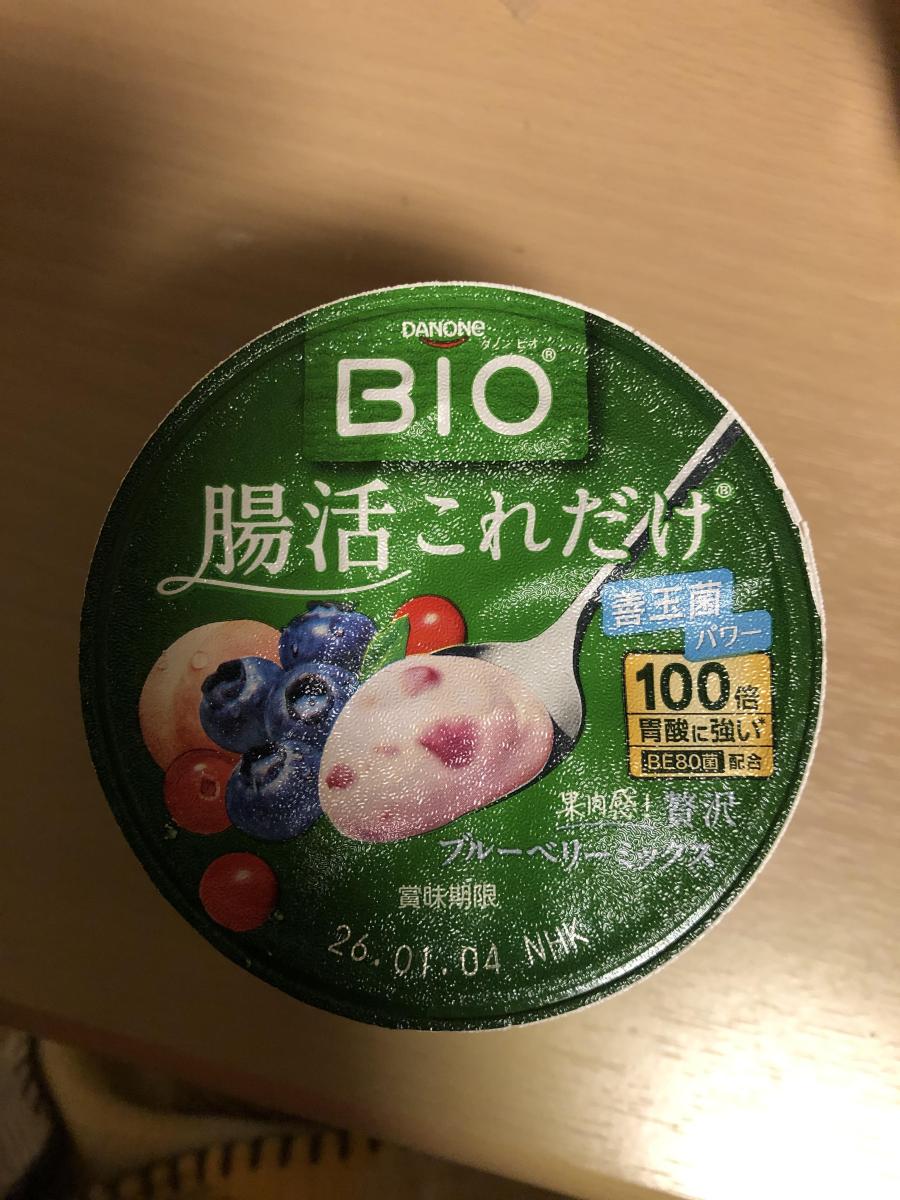 DANONE
ダノン ビオ
BIO®
腸活これだけ®
善玉菌
パワー
100倍
胃酸に強い*
BE80菌 配合
果肉感！贅沢
ブルーベリーミックス
賞味期限
26.01.04 NHK